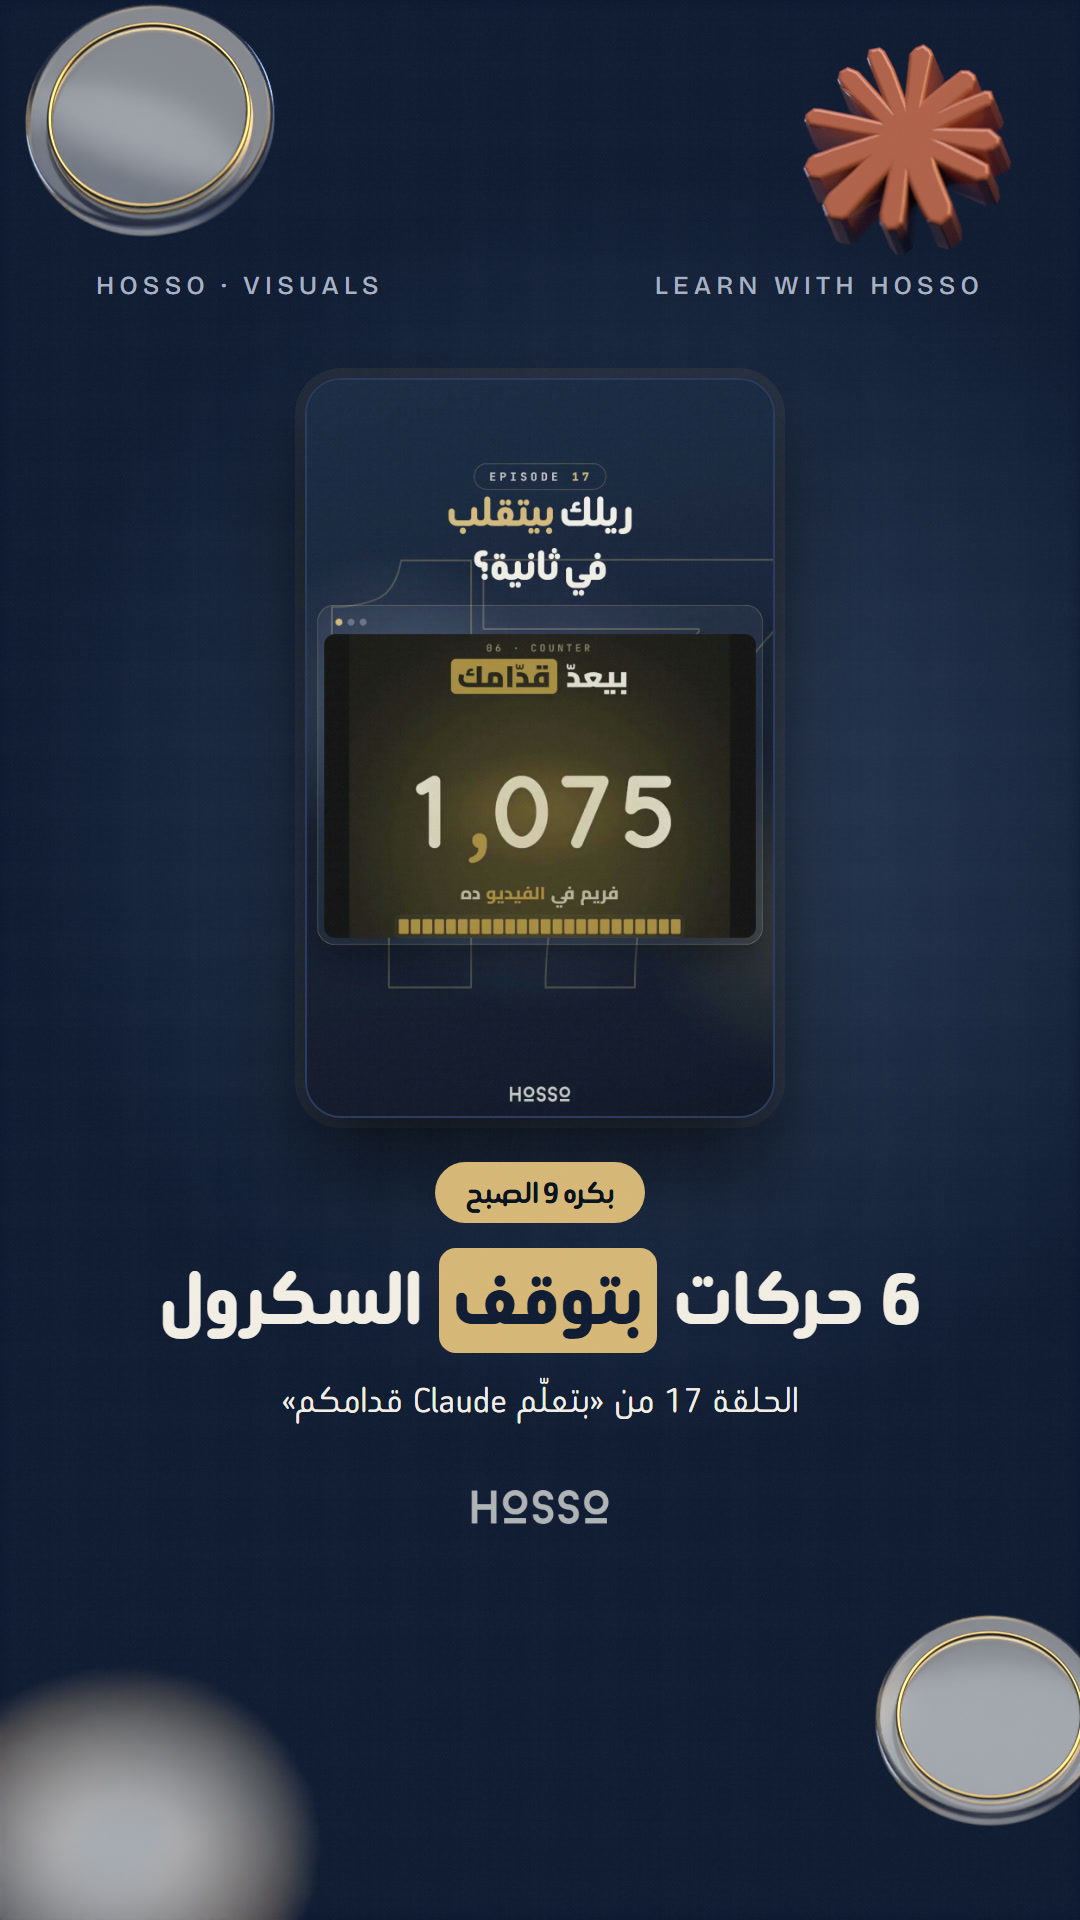 HOSSO · VISUALS
LEARN WITH HOSSO
EPISODE 17
ريلك بيتقلب
في ثانية؟
06 · COUNTER
بيعدّ قدّامك
1,075
فريم في الفيديو ده
HOSSO
بكره 9 الصبح
6 حركات بتوقف السكرول
الحلقة 17 من «بتعلّم Claude قدامكم»
HOSSO